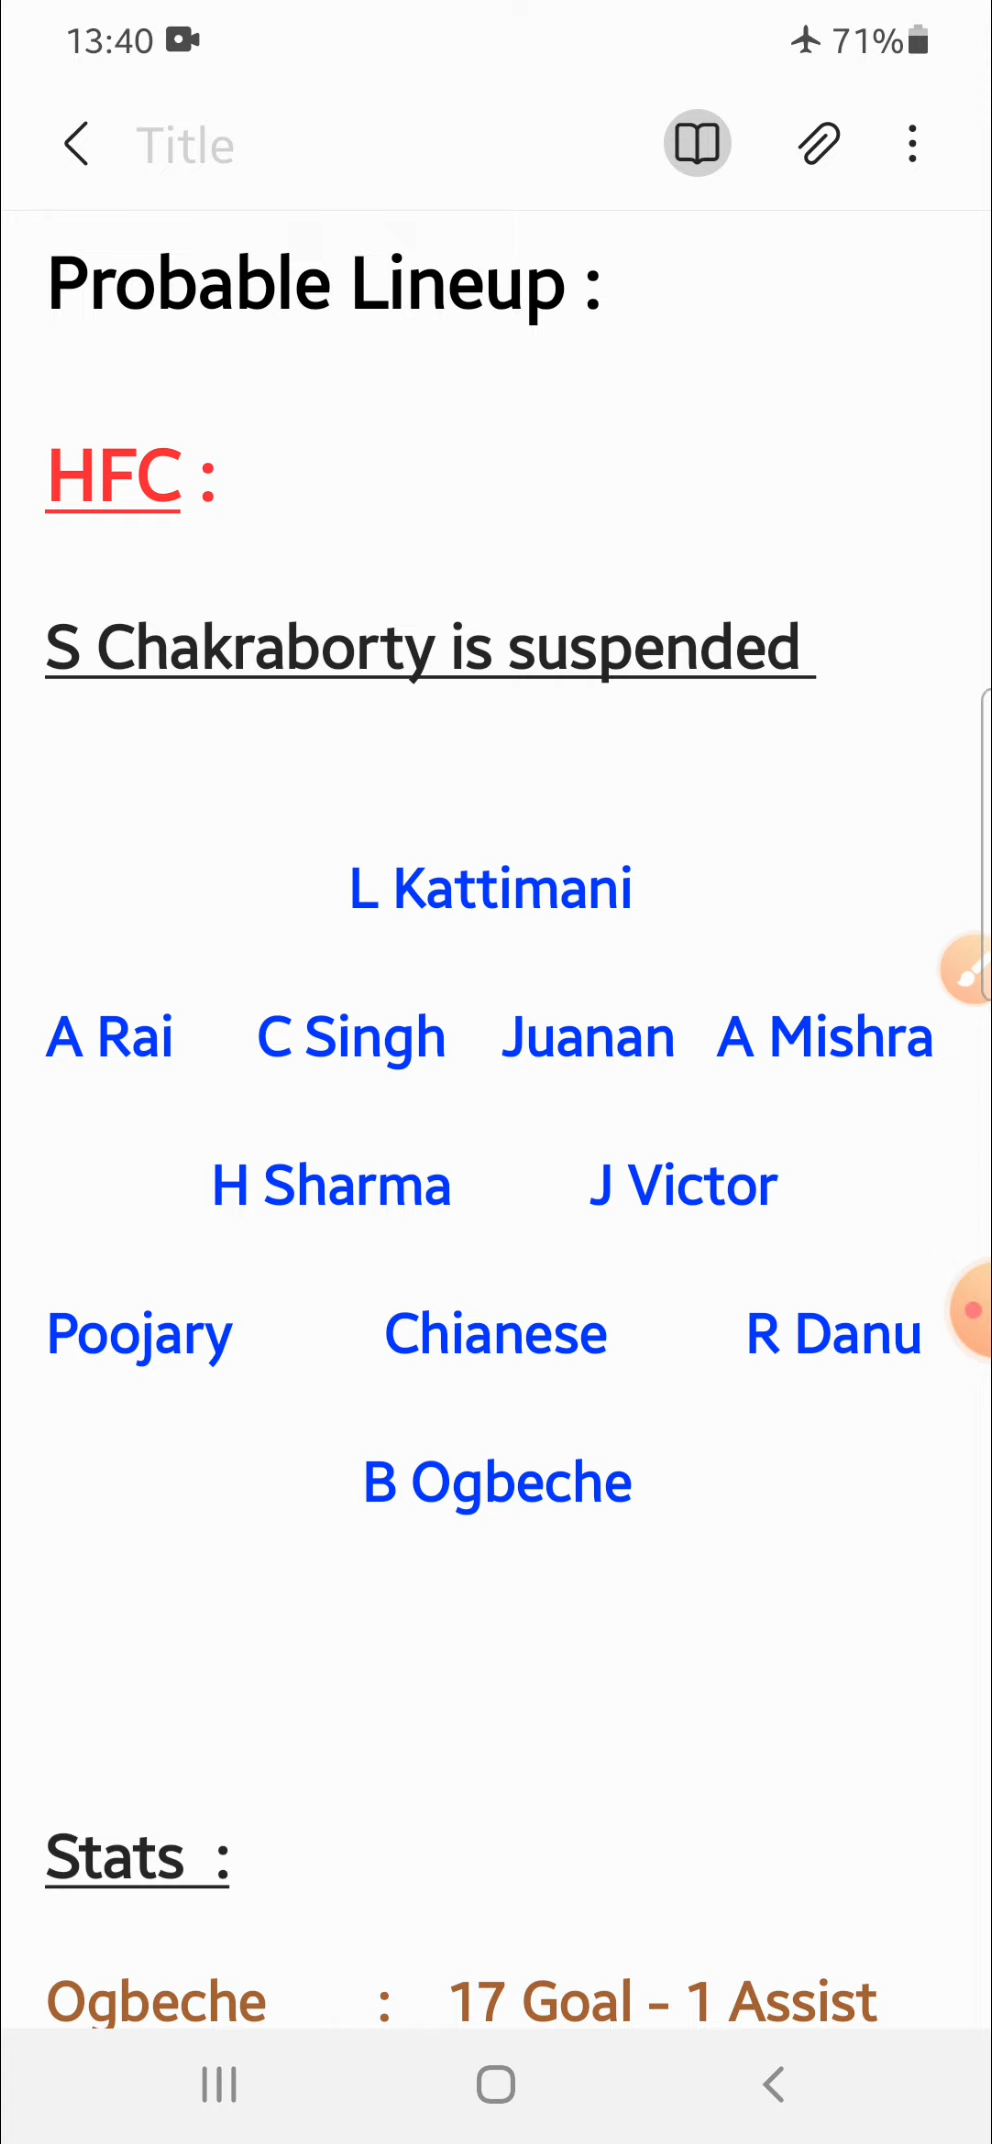 13:40 71%
Title
Probable Lineup :
HFC :
S Chakraborty is suspended
L Kattimani
A Rai C Singh Juanan A Mishra
H Sharma J Victor
Poojary Chianese R Danu
B Ogbeche
Stats :
Ogbeche : 17 Goal - 1 Assist